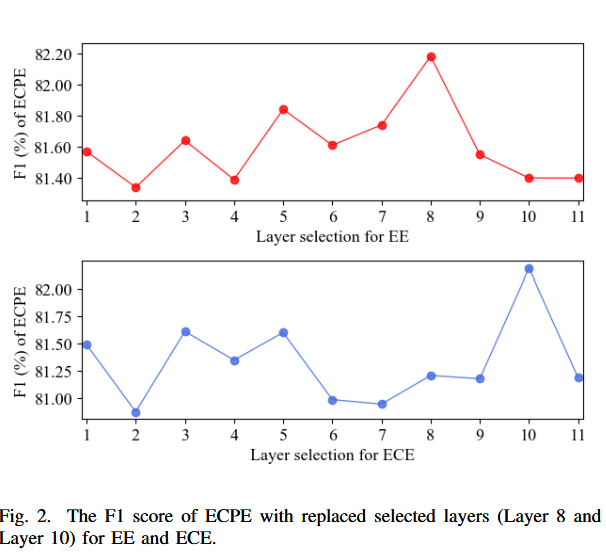 F1 (%) of ECPE
82.20
82.00
81.80
81.60
81.40
1 2 3 4 5 6 7 8 9 10 11
Layer selection for EE
F1 (%) of ECPE
82.00
81.75
81.50
81.25
81.00
1 2 3 4 5 6 7 8 9 10 11
Layer selection for ECE
Fig. 2. The F1 score of ECPE with replaced selected layers (Layer 8 and
Layer 10) for EE and ECE.